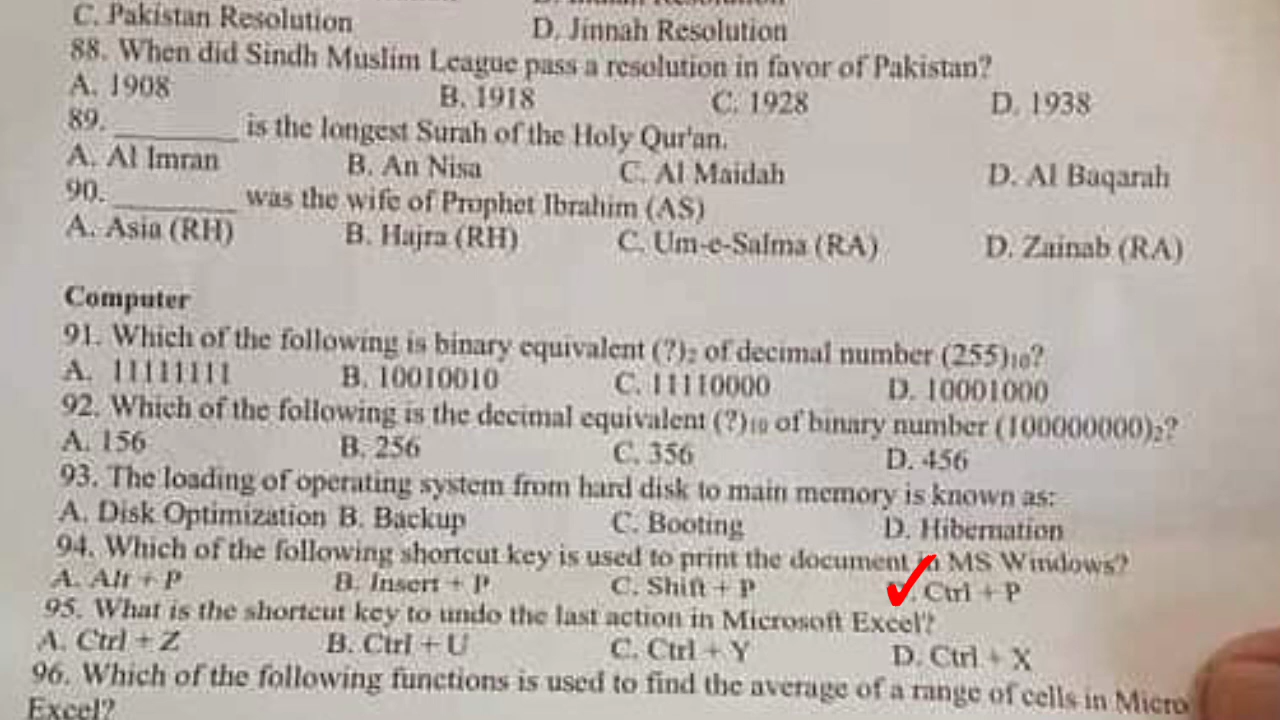 C. Pakistan Resolution D. Jinnah Resolution
88. When did Sindh Muslim League pass a resolution in favor of Pakistan?
A. 1908 B. 1918 C. 1928 D. 1938
89. ________ is the longest Surah of the Holy Qur'an.
A. Al Imran B. An Nisa C. Al Maidah D. Al Baqarah
90. ________ was the wife of Prophet Ibrahim (AS)
A. Asia (RH) B. Hajra (RH) C. Um-e-Salma (RA) D. Zainab (RA)
Computer
91. Which of the following is binary equivalent (?)₂ of decimal number (255)₁₀?
A. 11111111 B. 10010010 C. 11110000 D. 10001000
92. Which of the following is the decimal equivalent (?)₁₀ of binary number (100000000)₂?
A. 156 B. 256 C. 356 D. 456
93. The loading of operating system from hard disk to main memory is known as:
A. Disk Optimization B. Backup C. Booting D. Hibernation
94. Which of the following shortcut key is used to print the document in MS Windows?
A. Alt + P B. Insert + P C. Shift + P Ctrl + P
95. What is the shortcut key to undo the last action in Microsoft Excel?
A. Ctrl + Z B. Ctrl + U C. Ctrl + Y D. Ctrl + X
96. Which of the following functions is used to find the average of a range of cells in Micro
Excel?